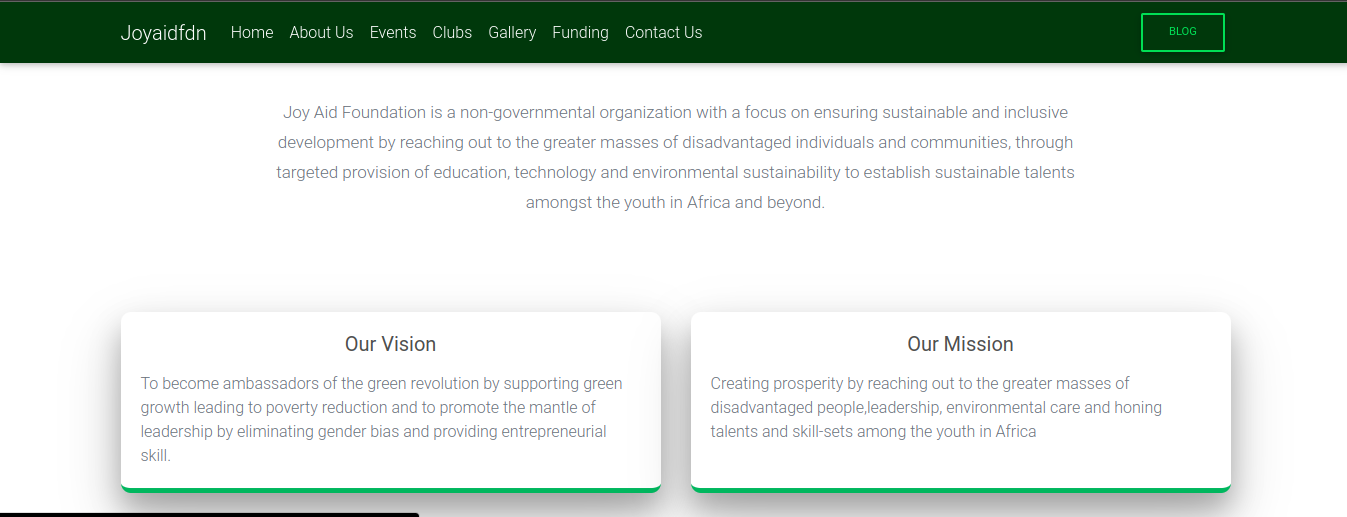 Joyaidfdn Home About Us Events Clubs Gallery Funding Contact Us BLOG
Joy Aid Foundation is a non-governmental organization with a focus on ensuring sustainable and inclusive
development by reaching out to the greater masses of disadvantaged individuals and communities, through
targeted provision of education, technology and environmental sustainability to establish sustainable talents
amongst the youth in Africa and beyond.
Our Vision
To become ambassadors of the green revolution by supporting green
growth leading to poverty reduction and to promote the mantle of
leadership by eliminating gender bias and providing entrepreneurial
skill.
Our Mission
Creating prosperity by reaching out to the greater masses of
disadvantaged people,leadership, environmental care and honing
talents and skill-sets among the youth in Africa